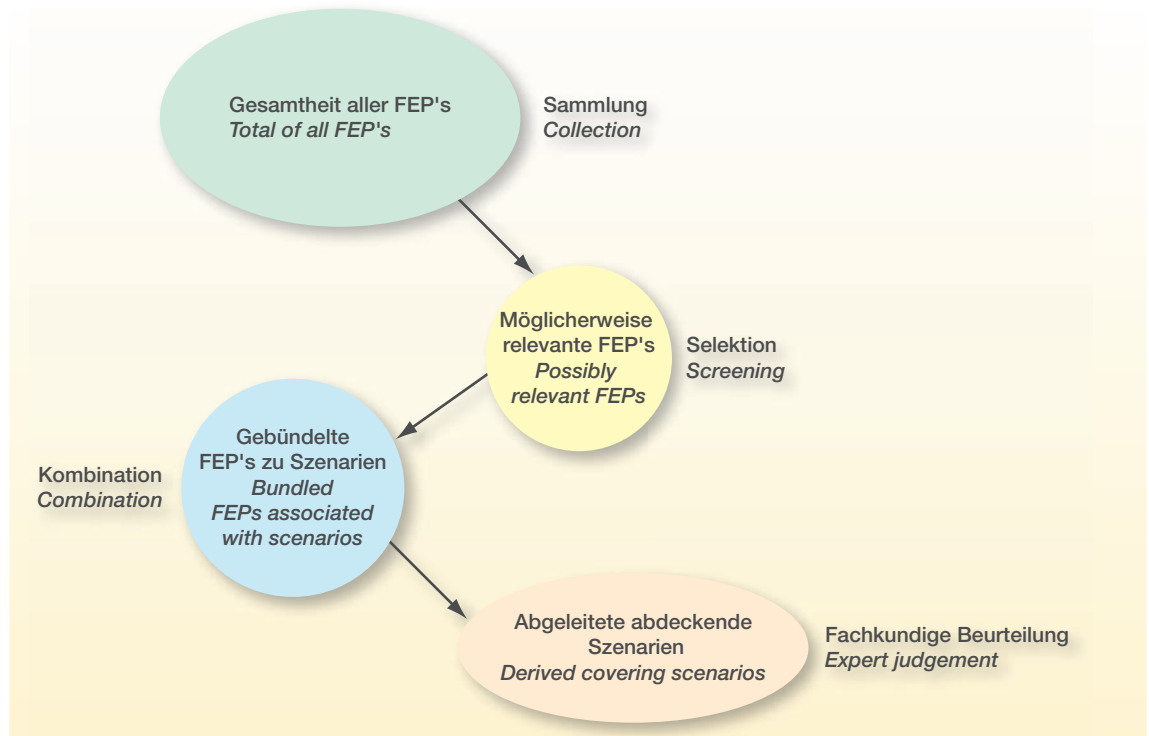 Gesamtheit aller FEP's
Total of all FEP's
Sammlung
Collection
Möglicherweise
relevante FEP's
Possibly
relevant FEPs
Selektion
Screening
Gebündelte
FEP's zu Szenarien
Bundled
FEPs associated
with scenarios
Kombination
Combination
Abgeleitete abdeckende
Szenarien
Derived covering scenarios
Fachkundige Beurteilung
Expert judgement